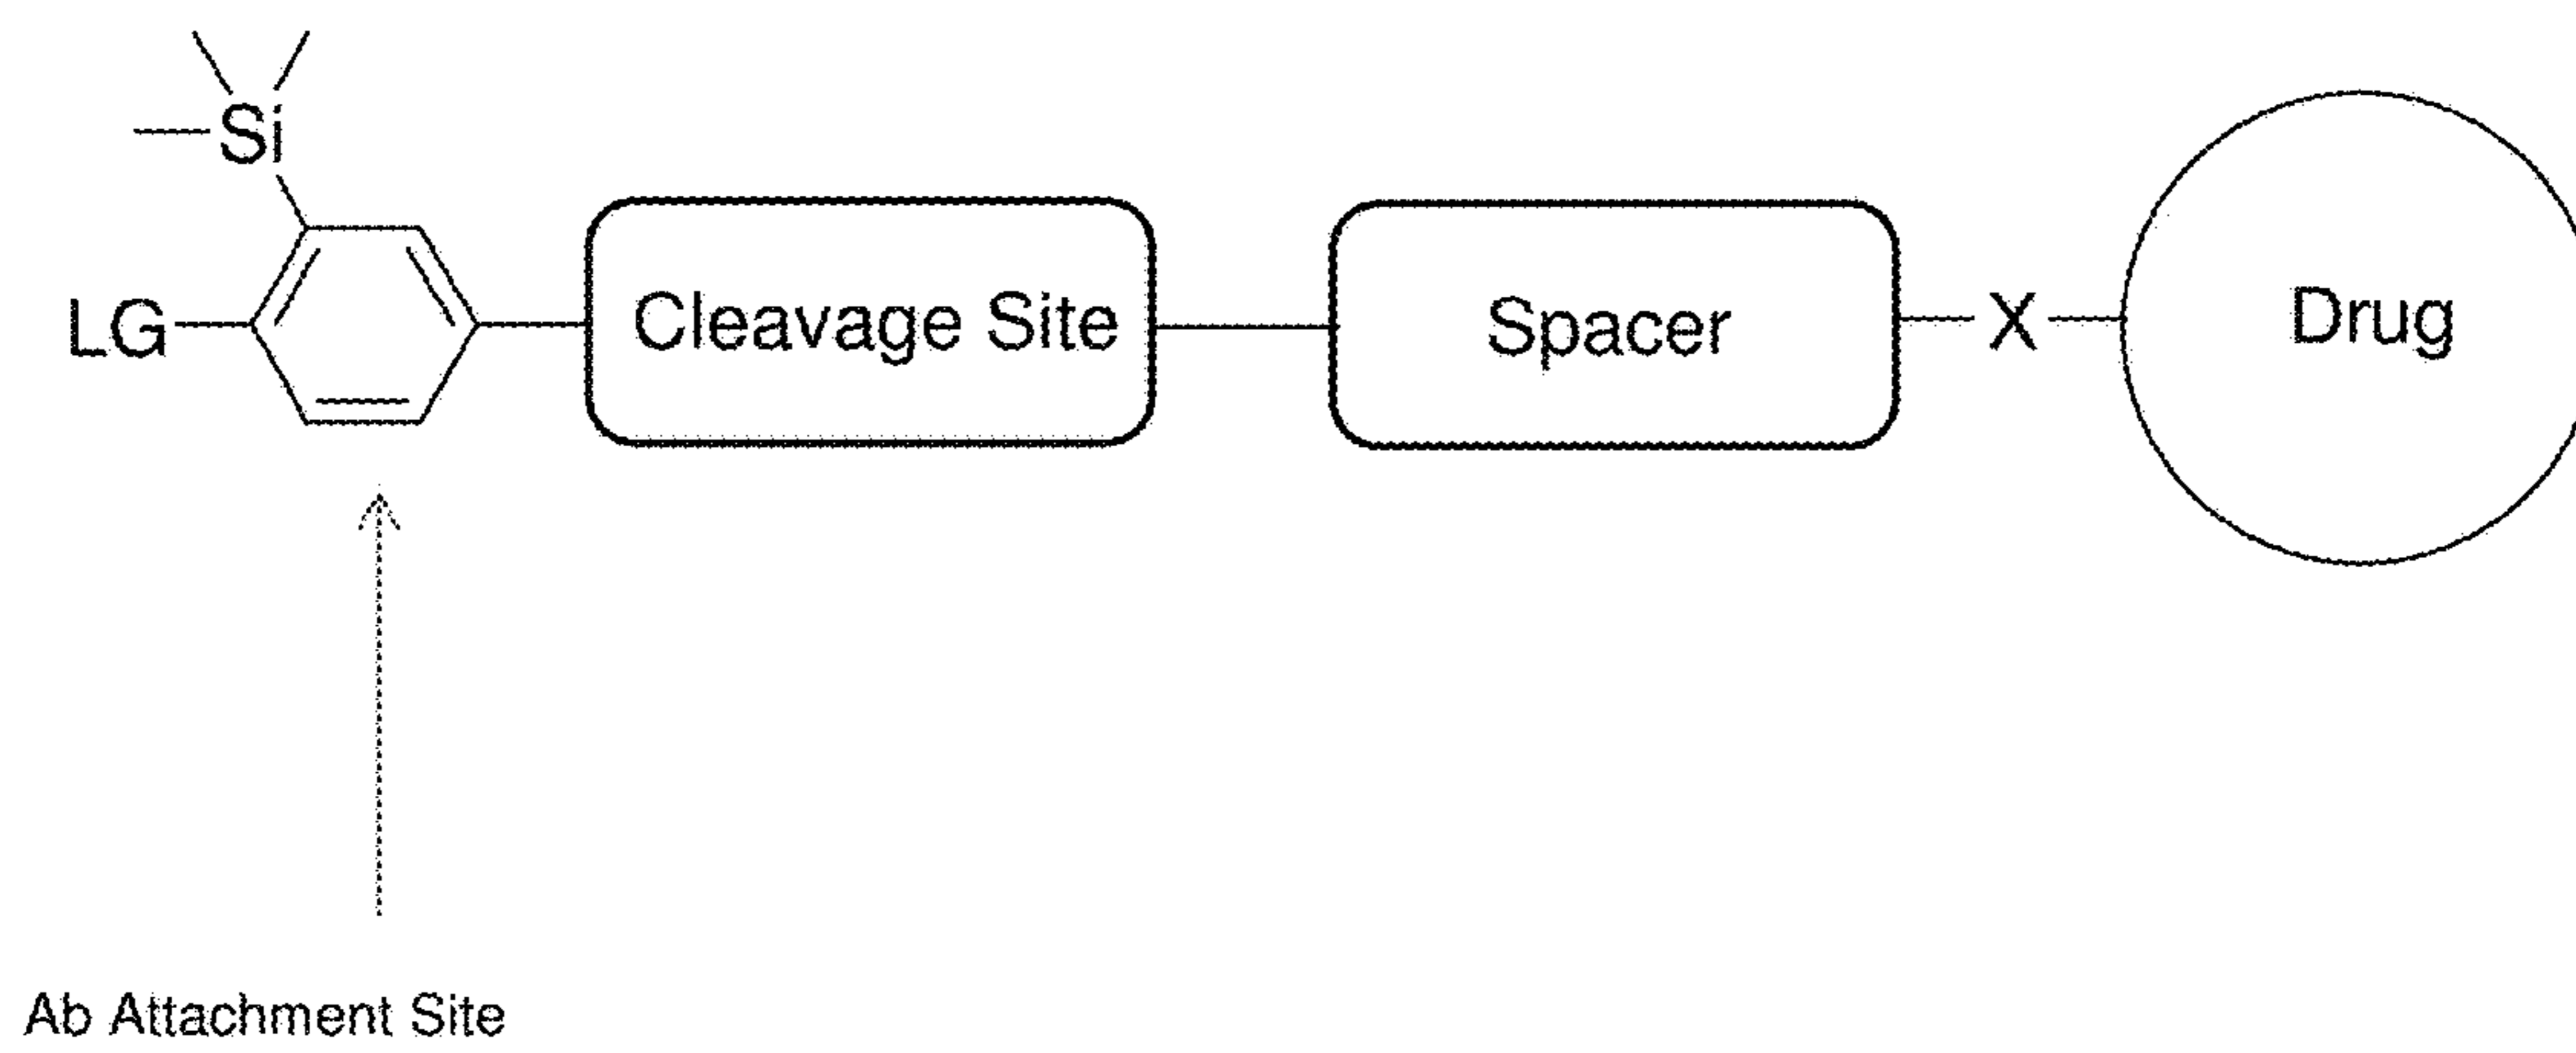 Si
LG
Cleavage Site
Spacer
X
Drug
Ab Attachment Site